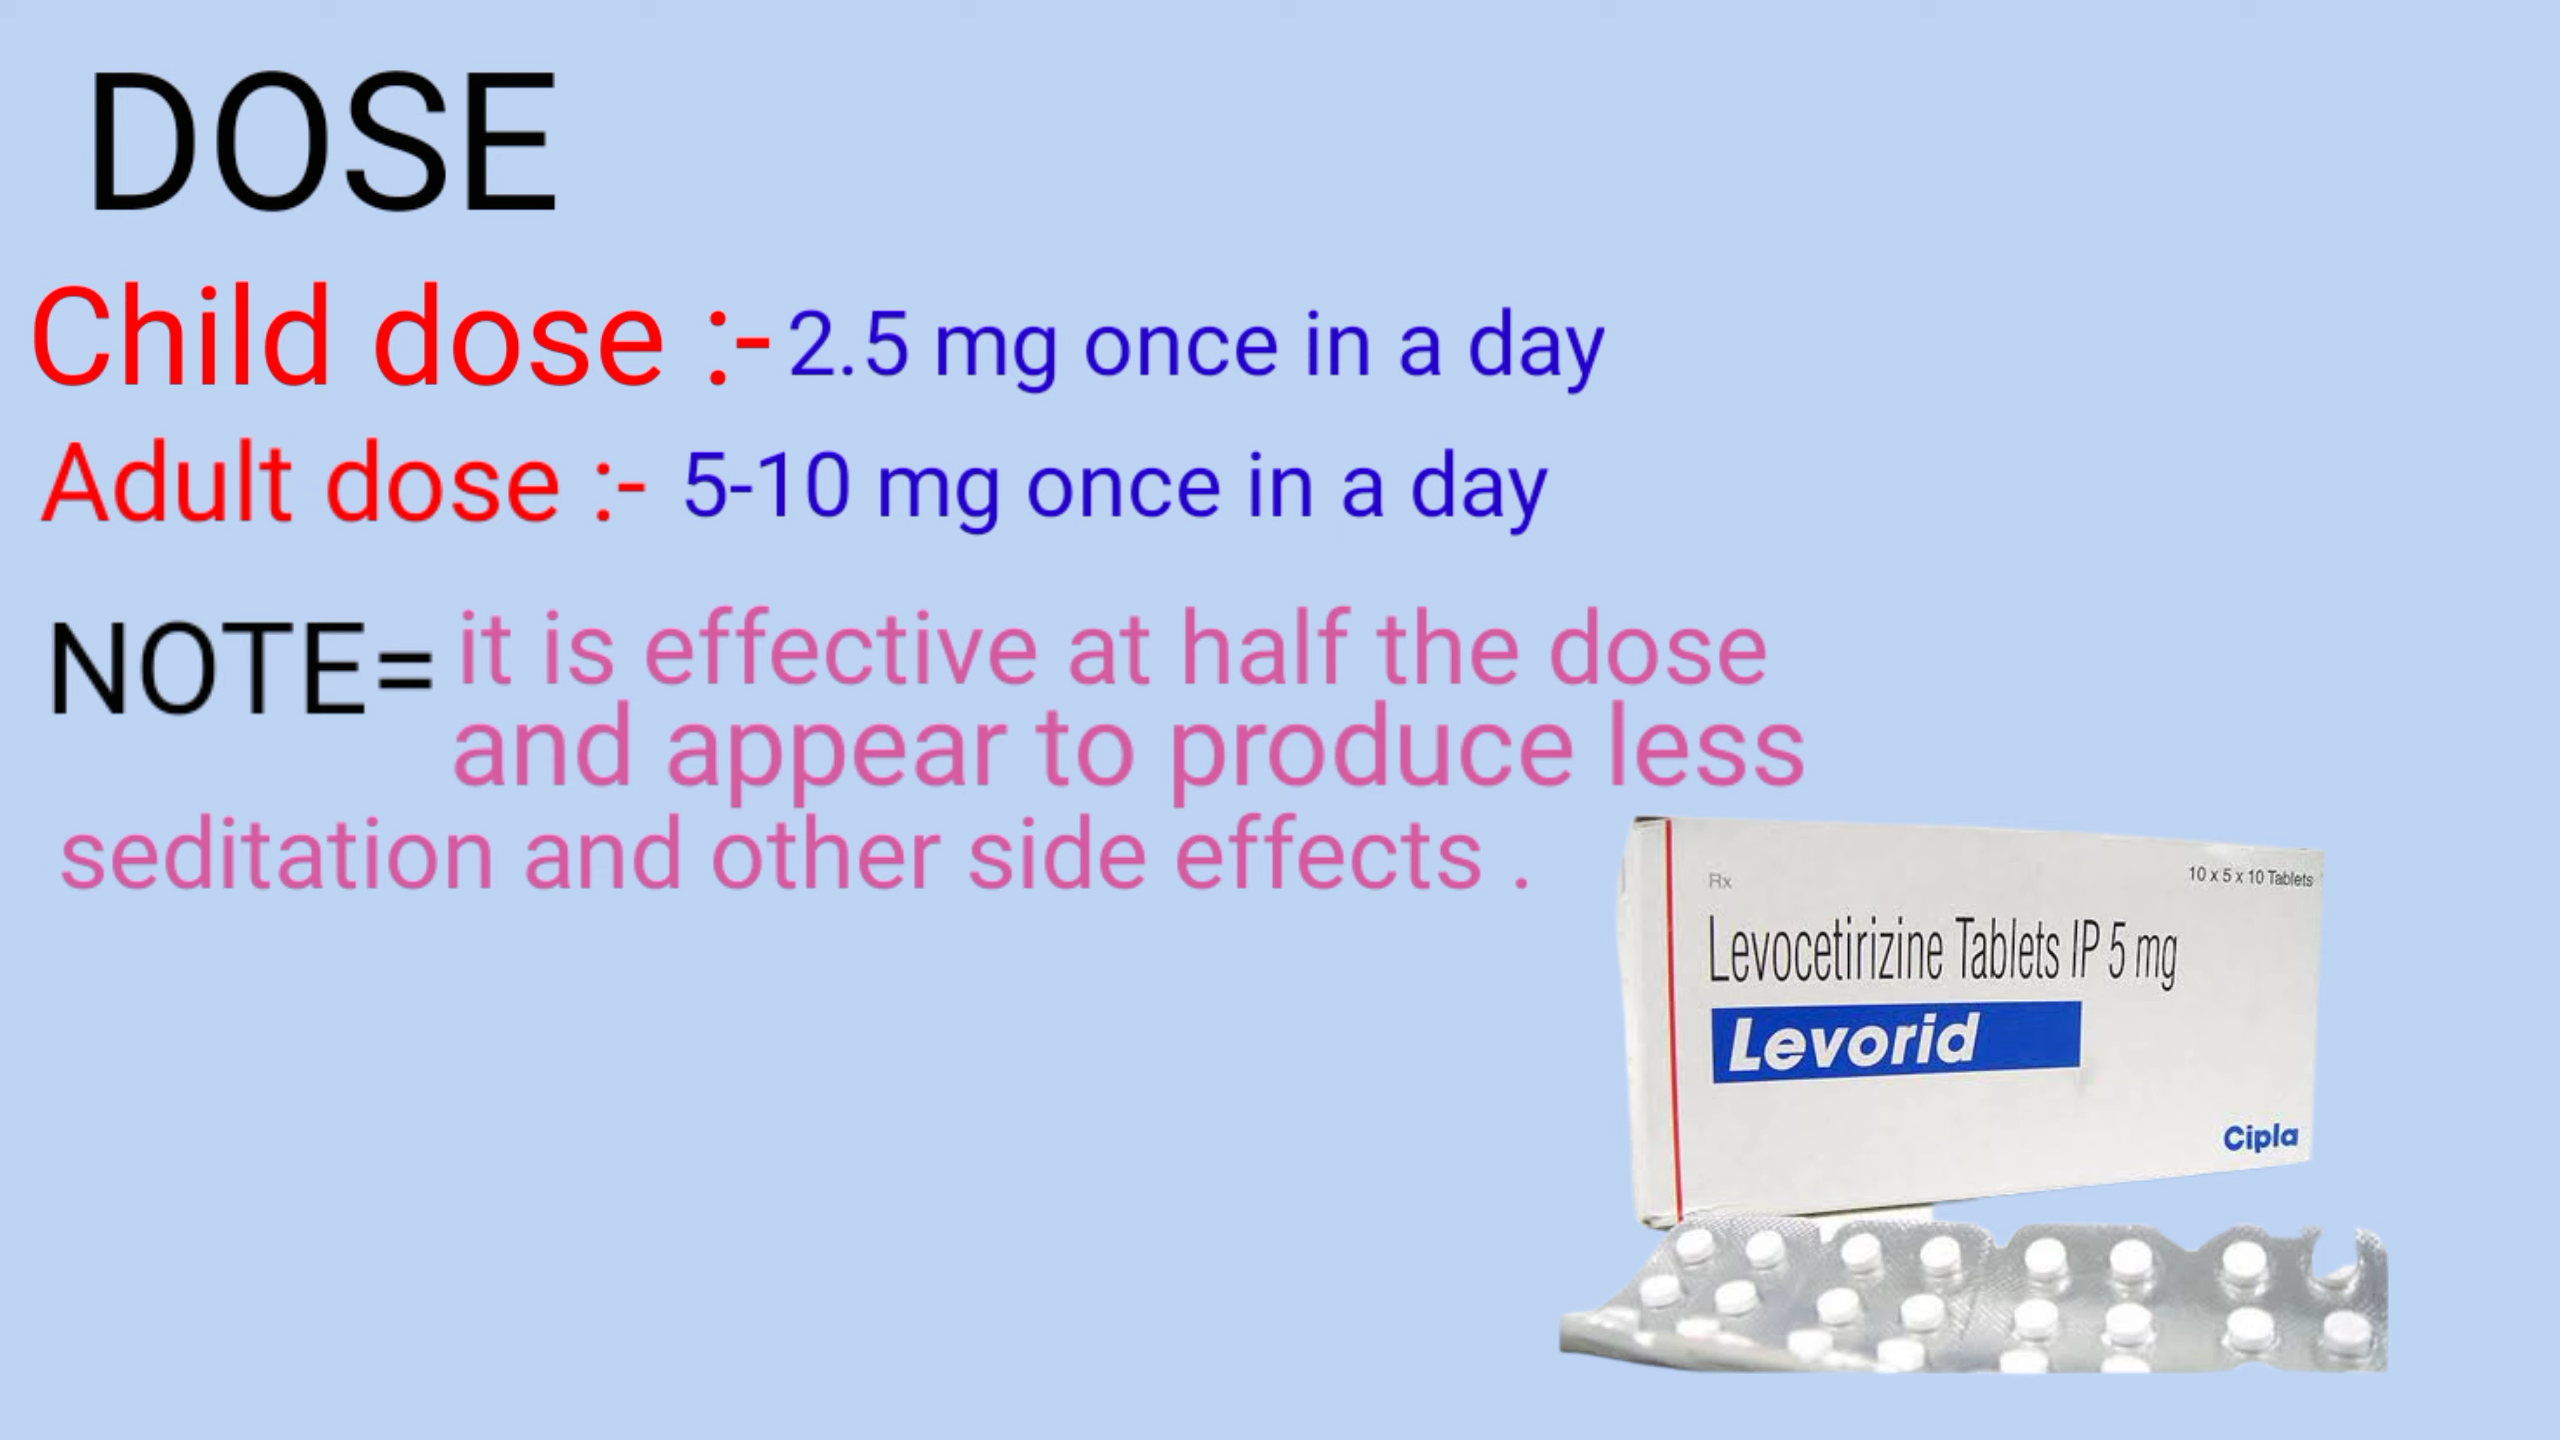 DOSE
Child dose :- 2.5 mg once in a day
Adult dose :- 5-10 mg once in a day
NOTE= it is effective at half the dose
and appear to produce less
seditation and other side effects .
Rx
10 x 5 x 10 Tablets
Levocetirizine Tablets IP 5 mg
Levorid
Cipla